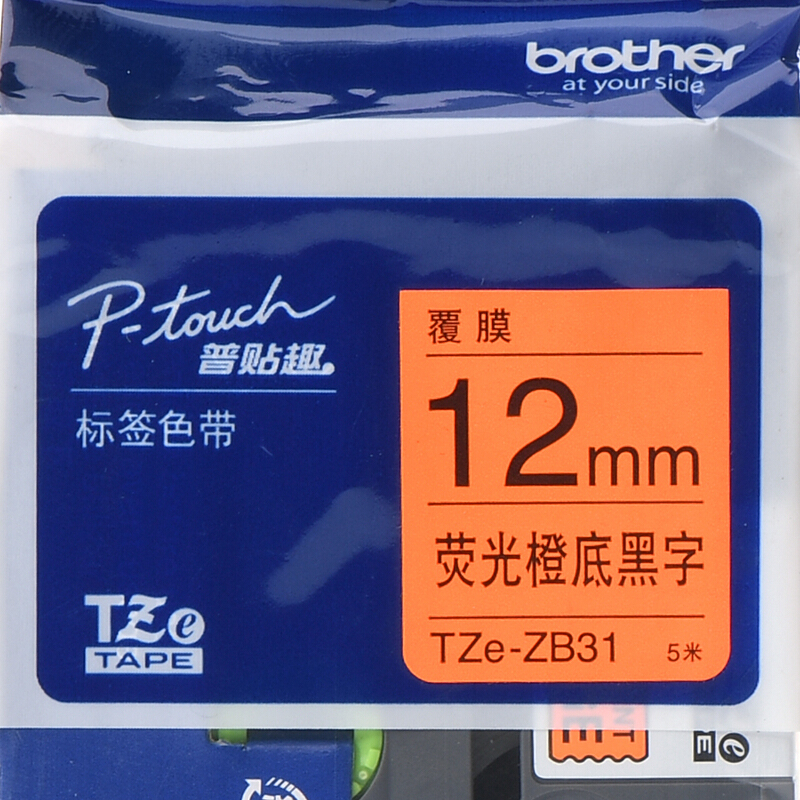 brother
at your side
P-touch
普贴趣
标签色带
覆膜
12mm
荧光橙底黑字
TZe-ZB31 5米
TZe
TAPE